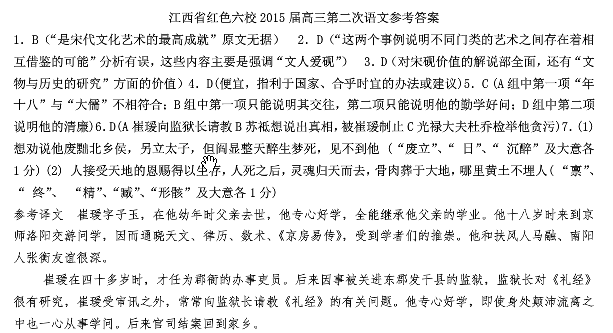 江西省红色六校2015届高三第二次语文参考答案
1．B（“是宋代文化艺术的最高成就”原文无据） 2．D（“这两个事例说明不同门类的艺术之间存在着相
互借鉴的可能”分析有误，这些内容主要是强调“文人爱砚”） 3．D（对宋砚价值的解说部全面，还有“文
物与历史的研究”方面的价值）4.D(便宜，指利于国家、合乎时宜的办法或建议)5．C(A组中第一项“年
十八”与“大儒”不相符合；B组中第一项只能说明其交往，第二项只能说明他的勤学好问；D组中第二项
说明他的清廉)6.D(A崔瑗向监狱长请教B苏祗想说出真相,被崔瑗制止C光禄大夫杜乔检举他贪污)7.(1)
想劝说他废黜北乡侯，另立太子，但阎显整天醉生梦死，见不到他（“废立”、“ 日”、“ 沉醉”及大意各
1分）(2) 人接受天地的恩赐得以生存，人死之后，灵魂归天而去，骨肉葬于大地，哪里黄土不埋人（“禀”、
“ 终”、 “精”、“臧”、“形骸”及大意各1分）
参考译文 崔瑗字子玉，在他幼年时父亲去世，他专心好学，全能继承他父亲的学业。他十八岁时来到京
师洛阳交游问学，因而通晓天文、律历、数术、《京房易传》，受到学者们的推崇。他和扶风人马融、南阳
人张衡友谊很深。
崔瑗在四十多岁时，才任为郡衙的办事吏员。后来因事被关进东郡发千县的监狱，监狱长对《礼经》
很有研究，崔瑗受审讯之外，常常向监狱长请教《礼经》的有关问题。他专心好学，即使身处颠沛流离之
中也一心从事学问。后来官司结案回到家乡。